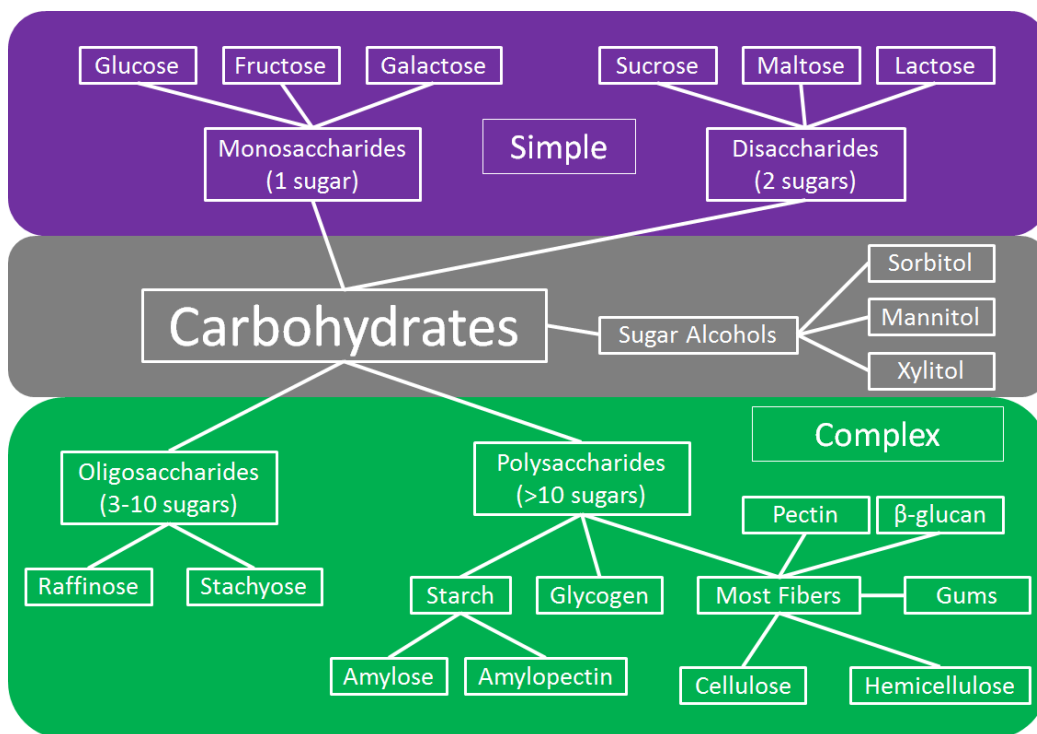 Glucose
Fructose
Galactose
Sucrose
Maltose
Lactose
Monosaccharides
(1 sugar)
Simple
Disaccharides
(2 sugars)
Carbohydrates
Sugar Alcohols
Sorbitol
Mannitol
Xylitol
Complex
Oligosaccharides
(3-10 sugars)
Polysaccharides
(>10 sugars)
Pectin
β-glucan
Raffinose
Stachyose
Starch
Glycogen
Most Fibers
Gums
Amylose
Amylopectin
Cellulose
Hemicellulose